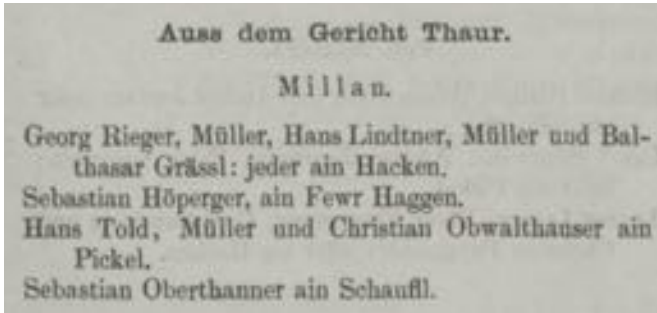 Auss dem Gericht Thaur.
Millan.
Georg Rieger, Müller, Hans Lindtner, Müller und Bal-
thasar Grässl: jeder ain Hacken.
Sebastian Höperger, ain Fewr Haggen.
Hans Told, Müller und Christian Obwalthauser ain
Pickel.
Sebastian Oberthanner ain Schaufll.